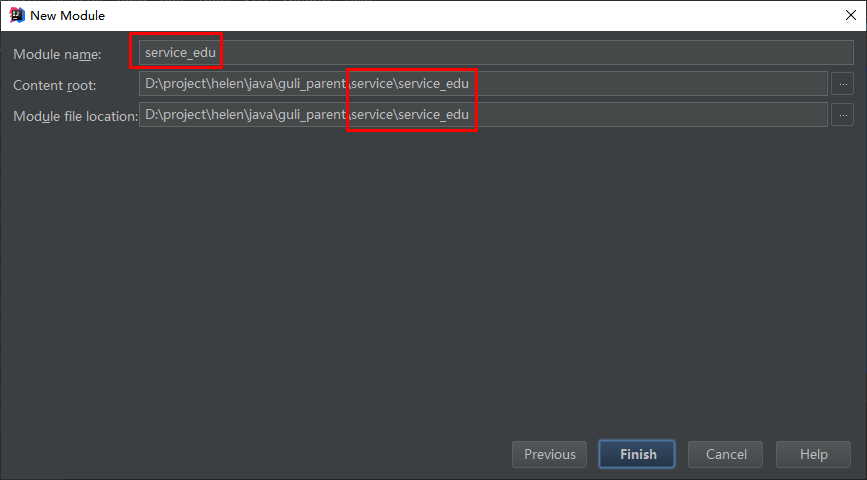 New Module
Module name: service_edu
Content root: D:\project\helen\java\guli_parent\service\service_edu ...
Module file location: D:\project\helen\java\guli_parent\service\service_edu ...
Previous Finish Cancel Help